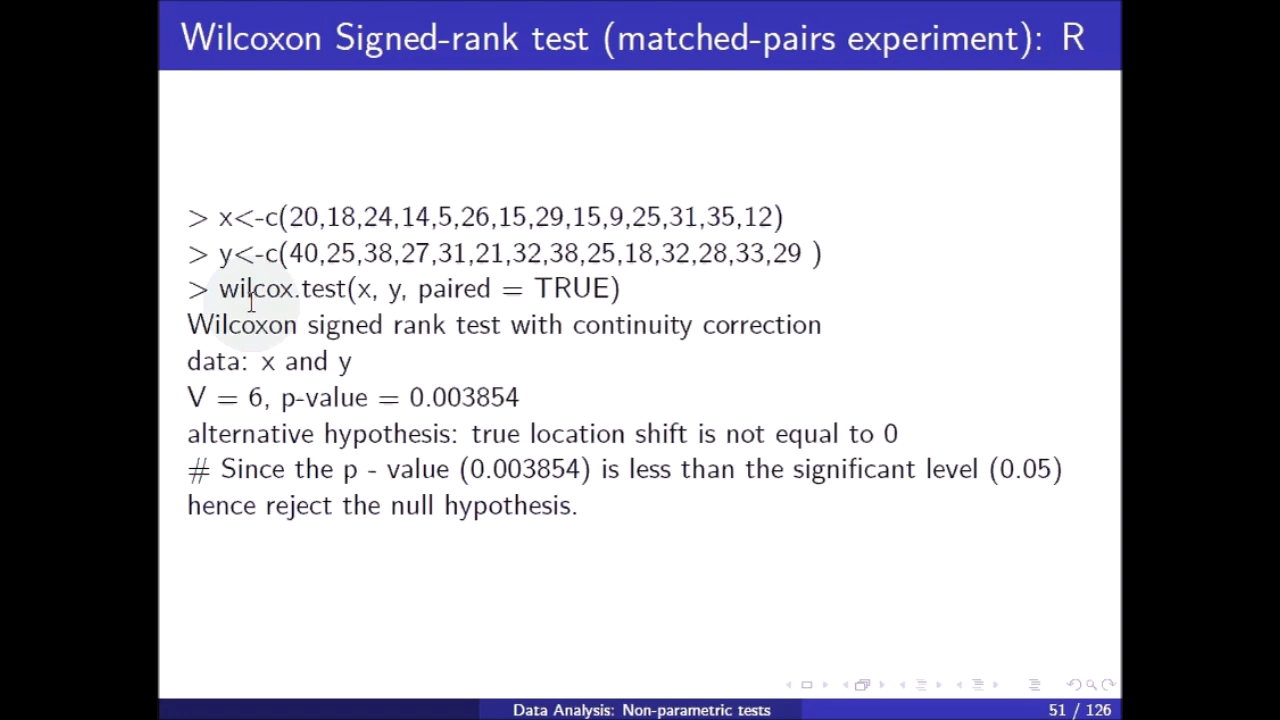 Wilcoxon Signed-rank test (matched-pairs experiment): R
> x<-c(20,18,24,14,5,26,15,29,15,9,25,31,35,12)
> y<-c(40,25,38,27,31,21,32,38,25,18,32,28,33,29 )
> wilcox.test(x, y, paired = TRUE)
Wilcoxon signed rank test with continuity correction
data: x and y
V = 6, p-value = 0.003854
alternative hypothesis: true location shift is not equal to 0
# Since the p - value (0.003854) is less than the significant level (0.05)
hence reject the null hypothesis.
Data Analysis: Non-parametric tests
51 / 126